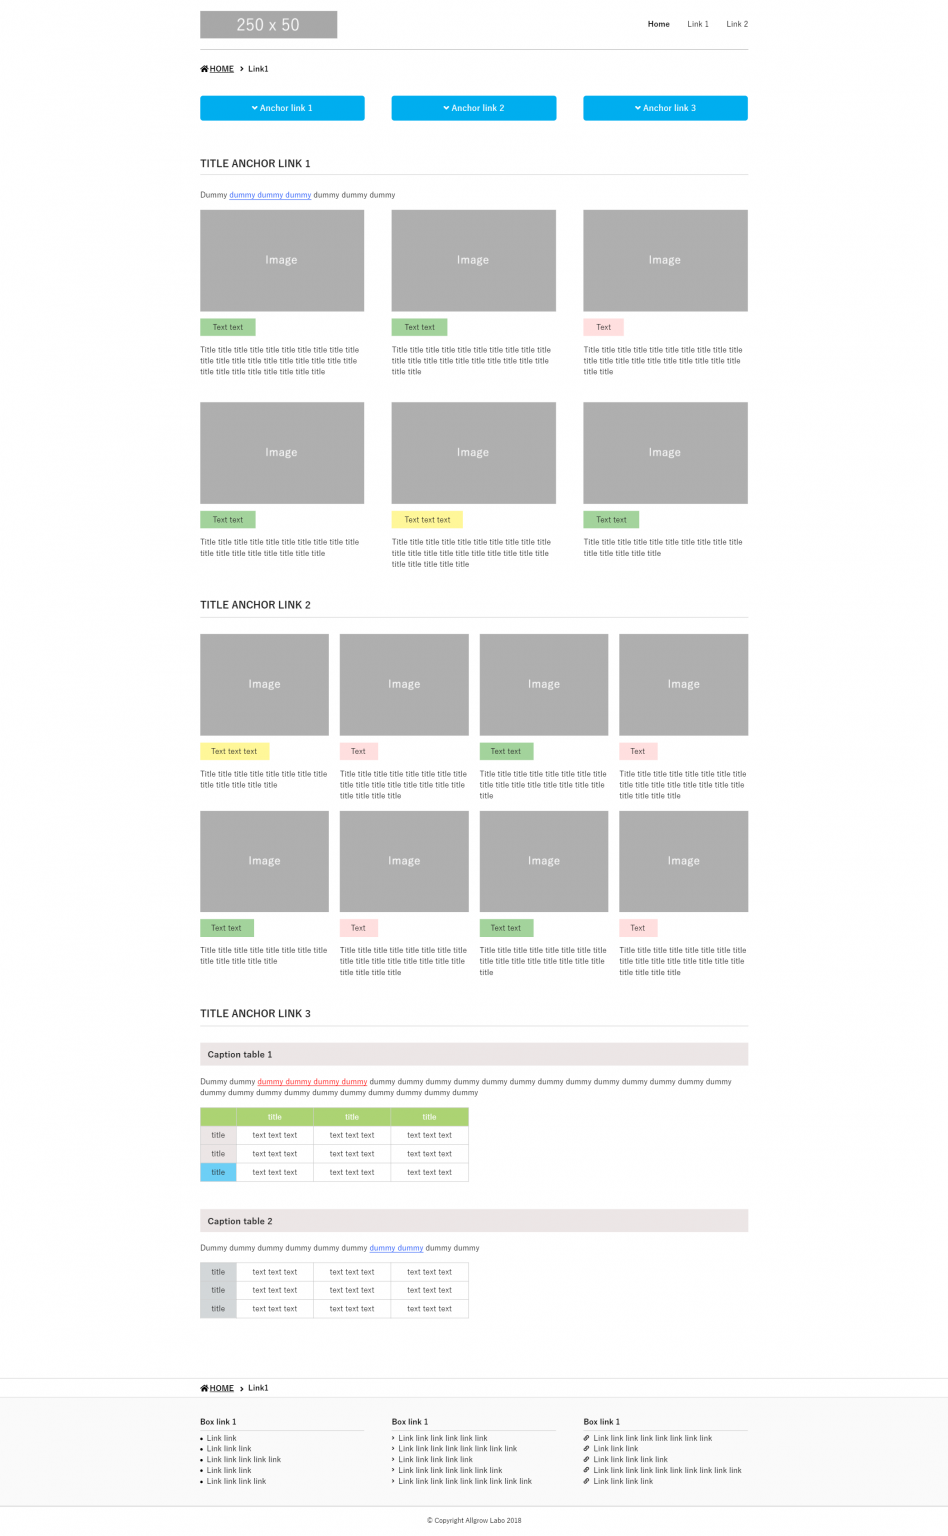 250 x 50
Home Link 1 Link 2
HOME > Link1
Anchor link 1 Anchor link 2 Anchor link 3
TITLE ANCHOR LINK 1
Dummy dummy dummy dummy dummy dummy dummy
Image Image Image
Text text Text text Text
Title title title title title title title title title title title
title title title title title title title title title title title
title title title title title title title title title
Title title title title title title title title title title title
title title title title title title title title title title title
title title
Title title title title title title title title title title title
title title title title title title title title title title title
title title
Image Image Image
Text text Text text text Text text
Title title title title title title title title title title title
title title title title title title title title title
Title title title title title title title title title title title
title title title title title title title title title title title
title title title title title
Title title title title title title title title title title title
title title title title title
TITLE ANCHOR LINK 2
Image Image Image Image
Text text text Text Text text Text
Title title title title title title title title title
title title title title title
Title title title title title title title title title
title title title title title title title title title
title title title title
Title title title title title title title title title
title title title title title title title title title
title
Title title title title title title title title title
title title title title title title title title title
title title title title
Image Image Image Image
Text text Text Text text Text
Title title title title title title title title title
title title title title title
Title title title title title title title title title
title title title title title title title title title
title title title title
Title title title title title title title title title
title title title title title title title title title
title
Title title title title title title title title title
title title title title title title title title title
title title title title
TITLE ANCHOR LINK 3
Caption table 1
Dummy dummy dummy dummy dummy dummy dummy dummy dummy dummy dummy dummy dummy dummy dummy dummy dummy dummy dummy
dummy dummy dummy dummy dummy dummy dummy dummy dummy dummy
title title title
title text text text text text text text text text
title text text text text text text text text text
title text text text text text text text text text
Caption table 2
Dummy dummy dummy dummy dummy dummy dummy dummy dummy dummy
title text text text text text text text text text
title text text text text text text text text text
title text text text text text text text text text
HOME > Link1
Box link 1
Link link
Link link link
Link link link link link
Link link link
Link link link link
Box link 1
Link link link link link link
Link link link link link link link link
Link link link link link
Link link link link link link link
Link link link link link link link link link
Box link 1
Link link link link link link link link
Link link link
Link link link link link
Link link link link link link link link link link
Link link link link
© Copyright Allgrow Labo 2018